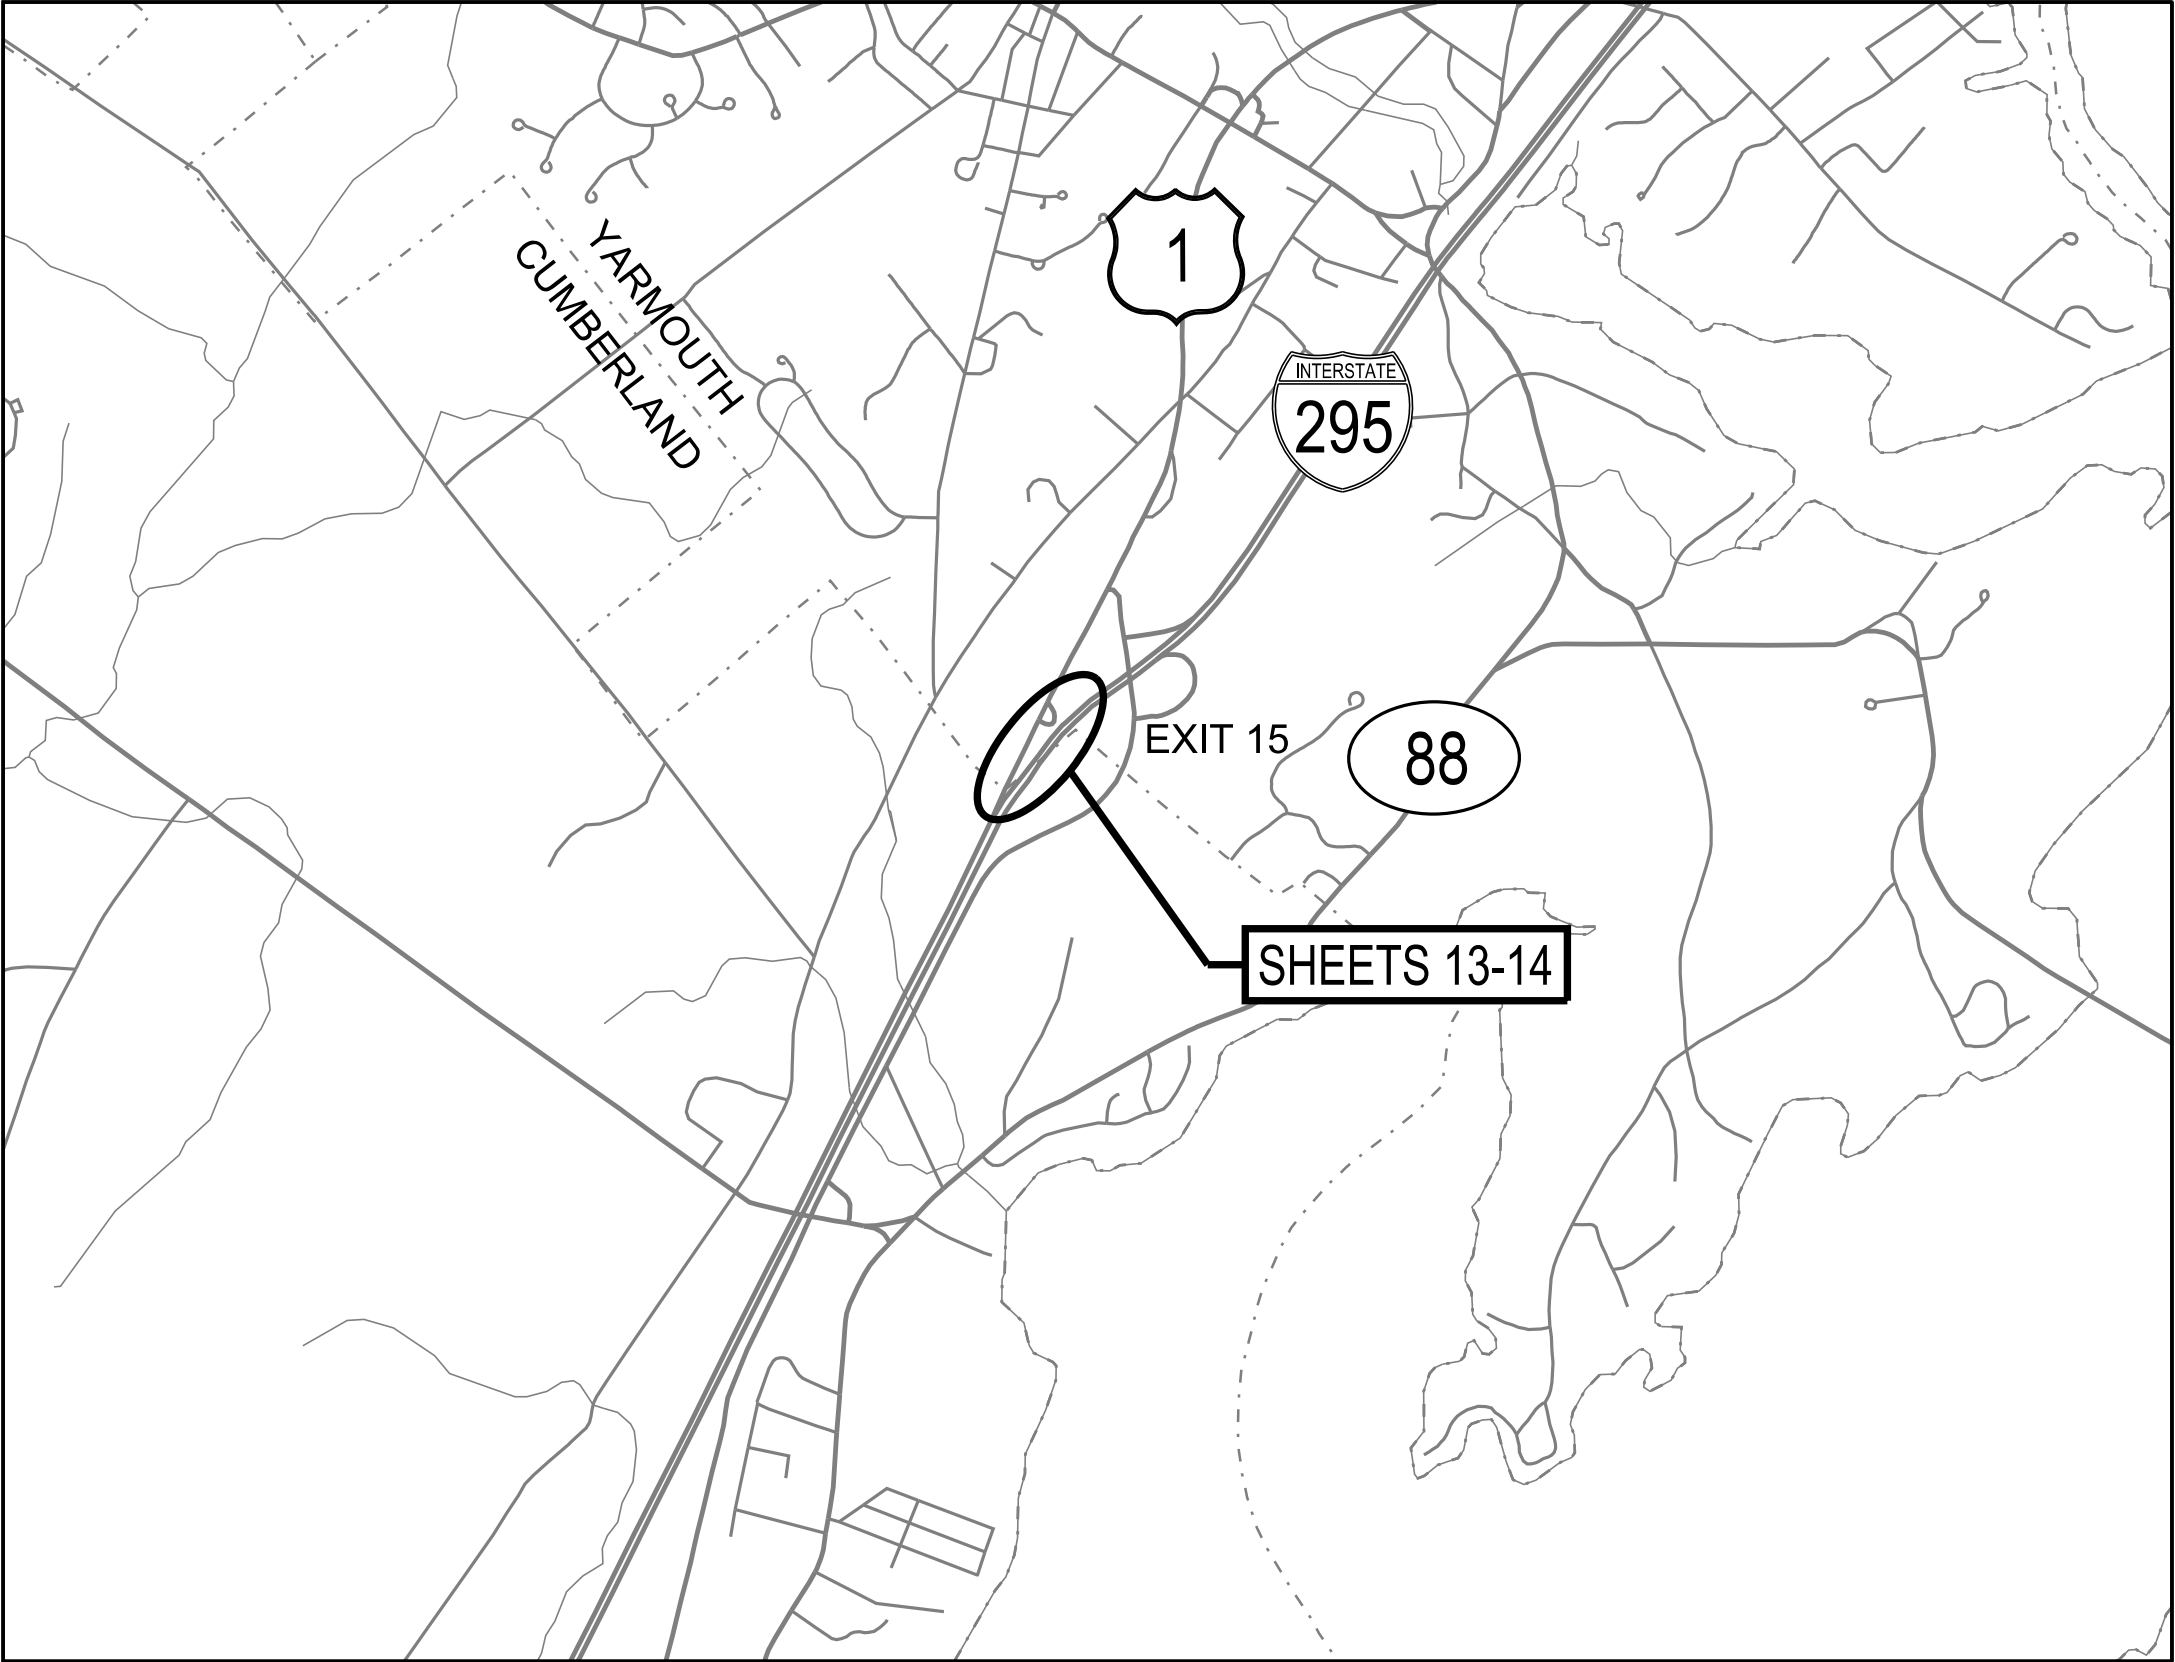 YARMOUTH
CUMBERLAND
1
INTERSTATE
295
EXIT 15
88
SHEETS 13-14